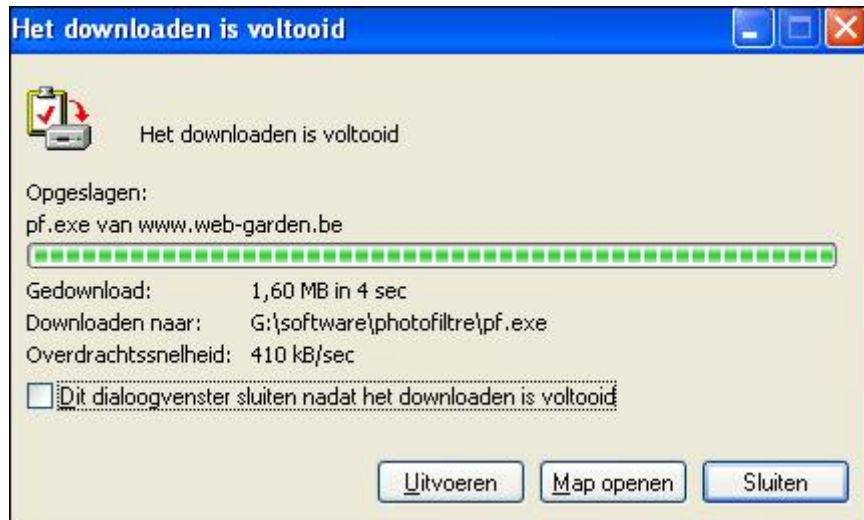 Het downloaden is voltooid
Het downloaden is voltooid
Opgeslagen:
pf.exe van www.web-garden.be
Gedownload: 1,60 MB in 4 sec
Downloaden naar: G:\software\photofiltre\pf.exe
Overdrachtssnelheid: 410 kB/sec
Dit dialoogvenster sluiten nadat het downloaden is voltooid
Uitvoeren Map openen Sluiten